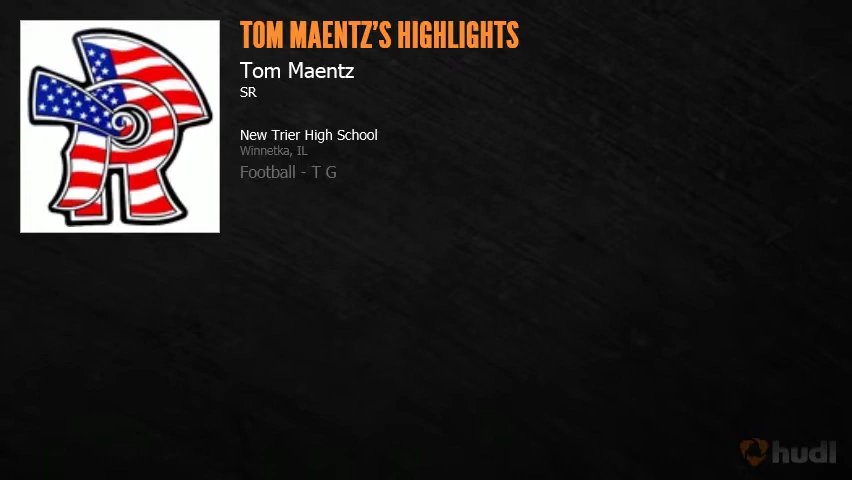 TOM MAENTZ'S HIGHLIGHTS
Tom Maentz
SR
New Trier High School
Winnetka, IL
Football - T G
hudl